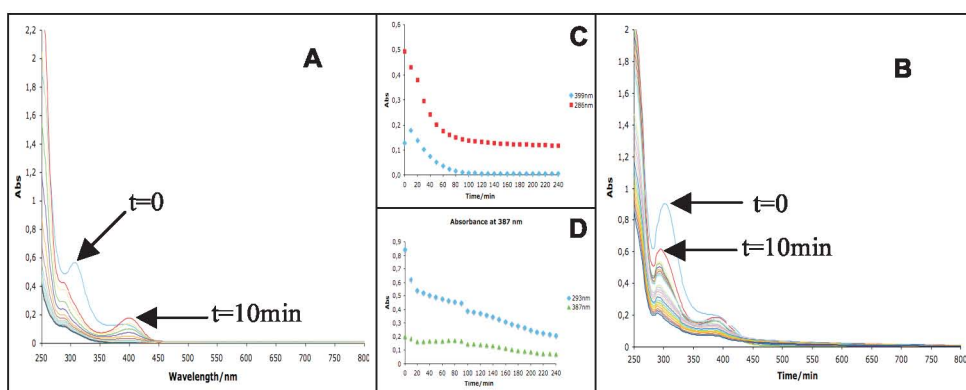 A
2,2
2
1,8
1,6
1,4
1,2
1
0,8
0,6
0,4
0,2
0
Abs
t=0
t=10min
250 300 350 400 450 500 550 600 650 700 750 800
Wavelength/nm
C
0,6
0,5
0,4
0,3
0,2
0,1
0
Abs
399nm
286nm
0 20 40 60 80 100 120 140 160 180 200 220 240
Time/min
Absorbance at 387 nm
D
0,9
0,8
0,7
0,6
0,5
0,4
0,3
0,2
0,1
0
Abs
293nm
387nm
0 20 40 60 80 100 120 140 160 180 200 220 240
Time/min
B
2
1,8
1,6
1,4
1,2
1
0,8
0,6
0,4
0,2
0
Abs
t=0
t=10min
250 300 350 400 450 500 550 600 650 700 750 800
Time/min